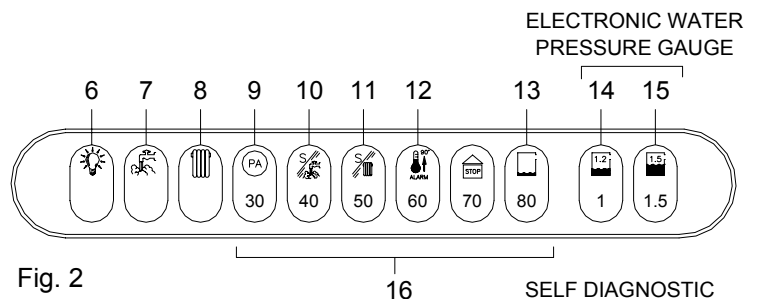 ELECTRONIC WATER
PRESSURE GAUGE
6 7 8 9 10 11 12 13 14 15
PA S S 90° ALARM STOP 1.2 1.5
30 40 50 60 70 80 1 1.5
Fig. 2
16
SELF DIAGNOSTIC